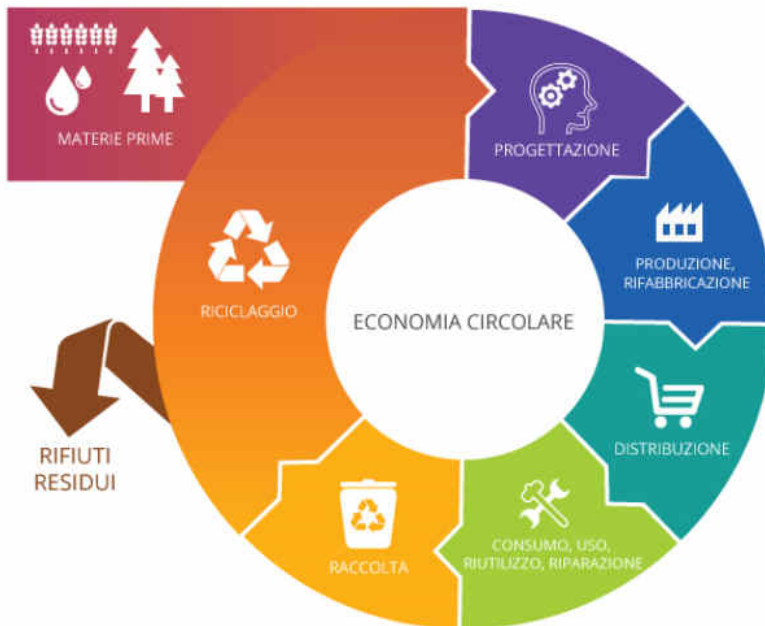 MATERIE PRIME
PROGETTAZIONE
PRODUZIONE,
RIFABBRICAZIONE
DISTRIBUZIONE
CONSUMO, USO,
RIUTILIZZO, RIPARAZIONE
RACCOLTA
RICICLAGGIO
RIFIUTI
RESIDUI
ECONOMIA CIRCOLARE